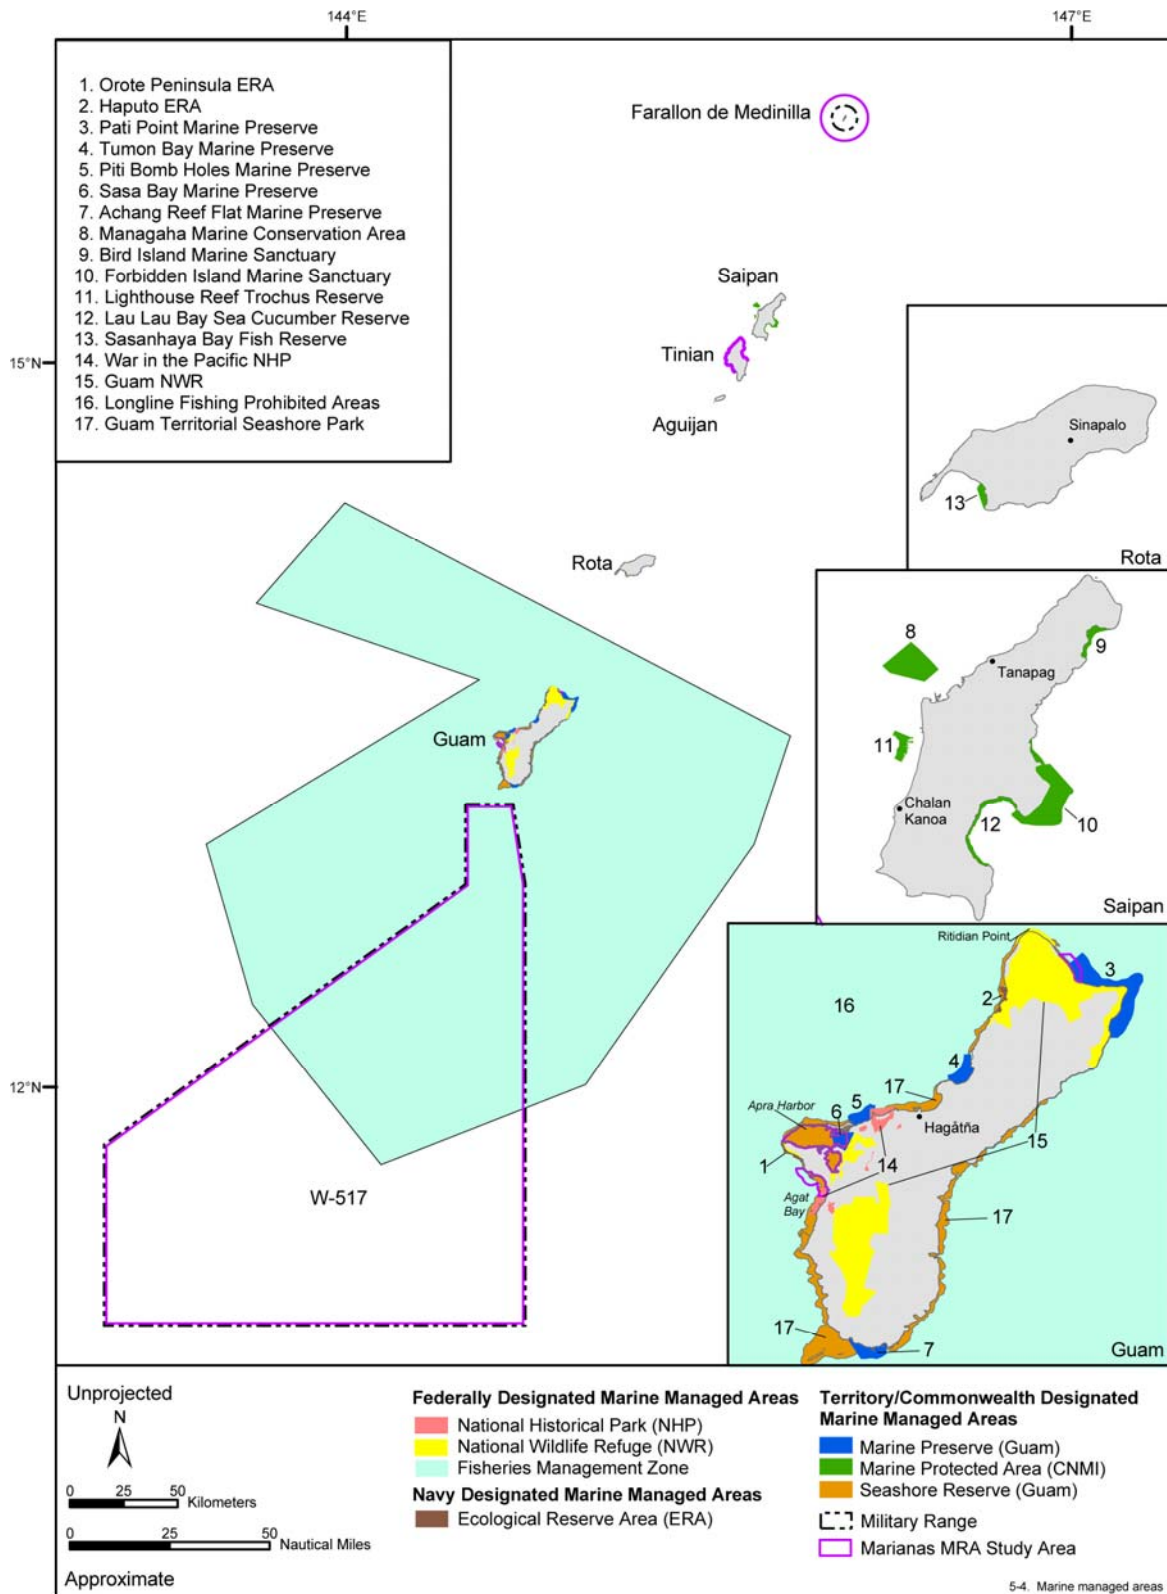 144°E
147°E
1. Orote Peninsula ERA
2. Haputo ERA
3. Pati Point Marine Preserve
4. Tumon Bay Marine Preserve
5. Piti Bomb Holes Marine Preserve
6. Sasa Bay Marine Preserve
7. Achang Reef Flat Marine Preserve
8. Managaha Marine Conservation Area
9. Bird Island Marine Sanctuary
10. Forbidden Island Marine Sanctuary
11. Lighthouse Reef Trochus Reserve
12. Lau Lau Bay Sea Cucumber Reserve
13. Sasanhaya Bay Fish Reserve
14. War in the Pacific NHP
15. Guam NWR
16. Longline Fishing Prohibited Areas
17. Guam Territorial Seashore Park
Farallon de Medinilla
Saipan
Tinian
Aguijan
15°N
Rota
Guam
12°N
W-517
Sinapalo
13
Rota
8
9
Tanapag
11
Chalan
Kanoa
12
10
Saipan
Ritidian Point
3
2
16
4
17
5
Apra Harbor
6
Hagåtña
15
1
14
Agat
Bay
17
17
7
Guam
Unprojected
N
0 25 50
Kilometers
0 25 50
Nautical Miles
Approximate
Federally Designated Marine Managed Areas
National Historical Park (NHP)
National Wildlife Refuge (NWR)
Fisheries Management Zone
Navy Designated Marine Managed Areas
Ecological Reserve Area (ERA)
Territory/Commonwealth Designated
Marine Managed Areas
Marine Preserve (Guam)
Marine Protected Area (CNMI)
Seashore Reserve (Guam)
Military Range
Marianas MRA Study Area
5-4. Marine managed areas